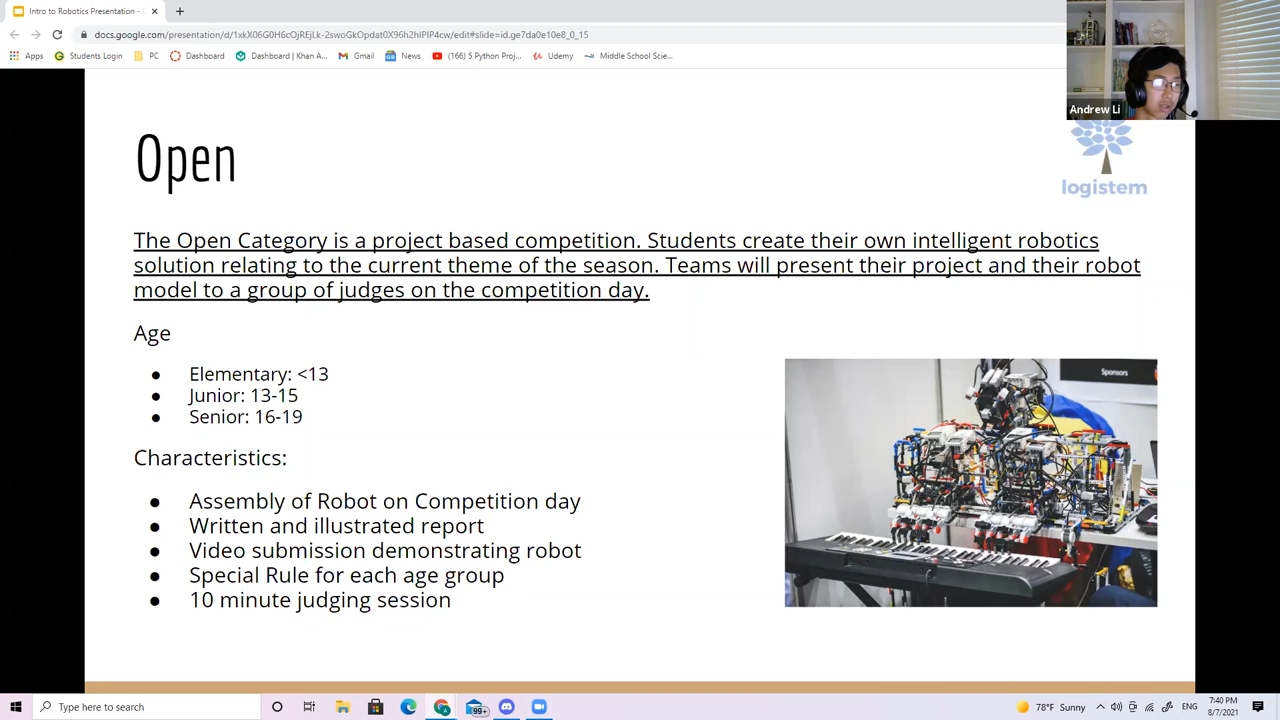 Intro to Robotics Presentation -
docs.google.com/presentation/d/
Apps Students Login PC Dashboard Dashboard | Khan A... Gmail News (166) 5 Python Proj... Udemy Middle School Scie...
Andrew Li
Open
logistem
The Open Category is a project based competition. Students create their own intelligent robotics
solution relating to the current theme of the season. Teams will present their project and their robot
model to a group of judges on the competition day.
Age
● Elementary: <13
● Junior: 13-15
● Senior: 16-19
Sponsors
Characteristics:
● Assembly of Robot on Competition day
● Written and illustrated report
● Video submission demonstrating robot
● Special Rule for each age group
● 10 minute judging session
Type here to search
99+
78°F Sunny
ENG
7:40 PM
8/7/2021